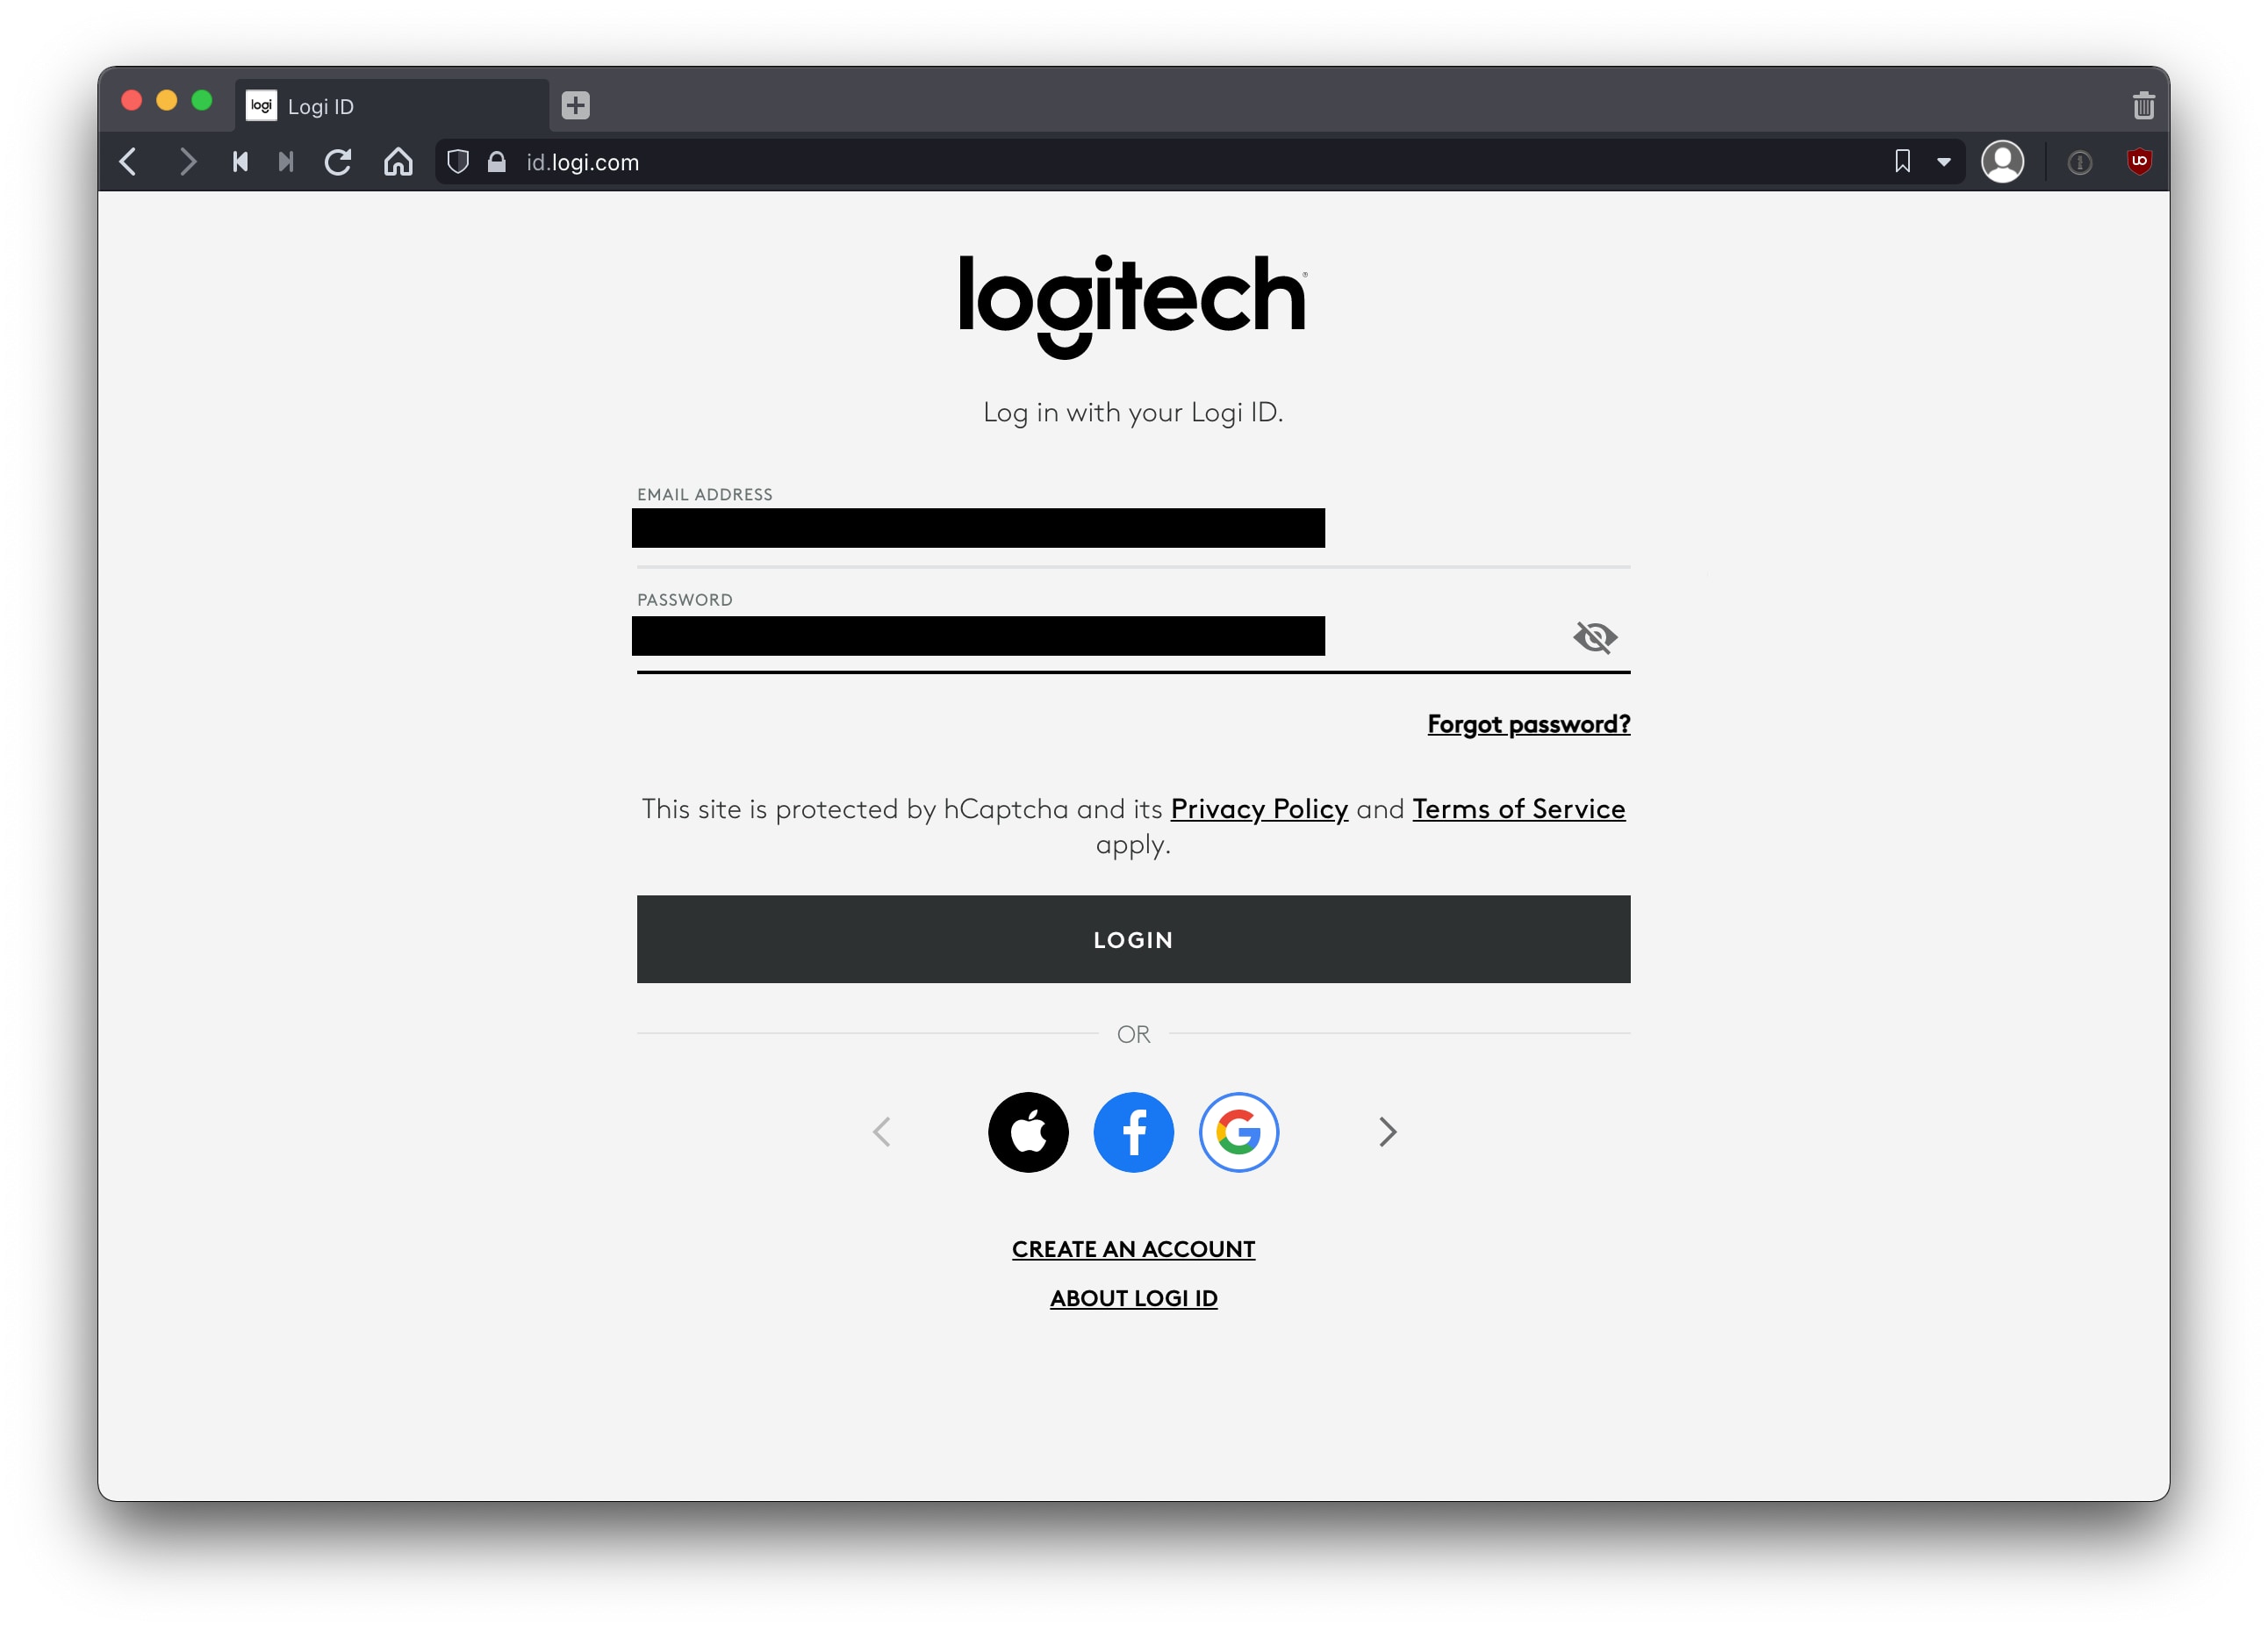 logi Logi ID
id.logi.com
logitech
Log in with your Logi ID.
EMAIL ADDRESS
PASSWORD
Forgot password?
This site is protected by hCaptcha and its Privacy Policy and Terms of Service
apply.
LOGIN
OR
CREATE AN ACCOUNT
ABOUT LOGI ID